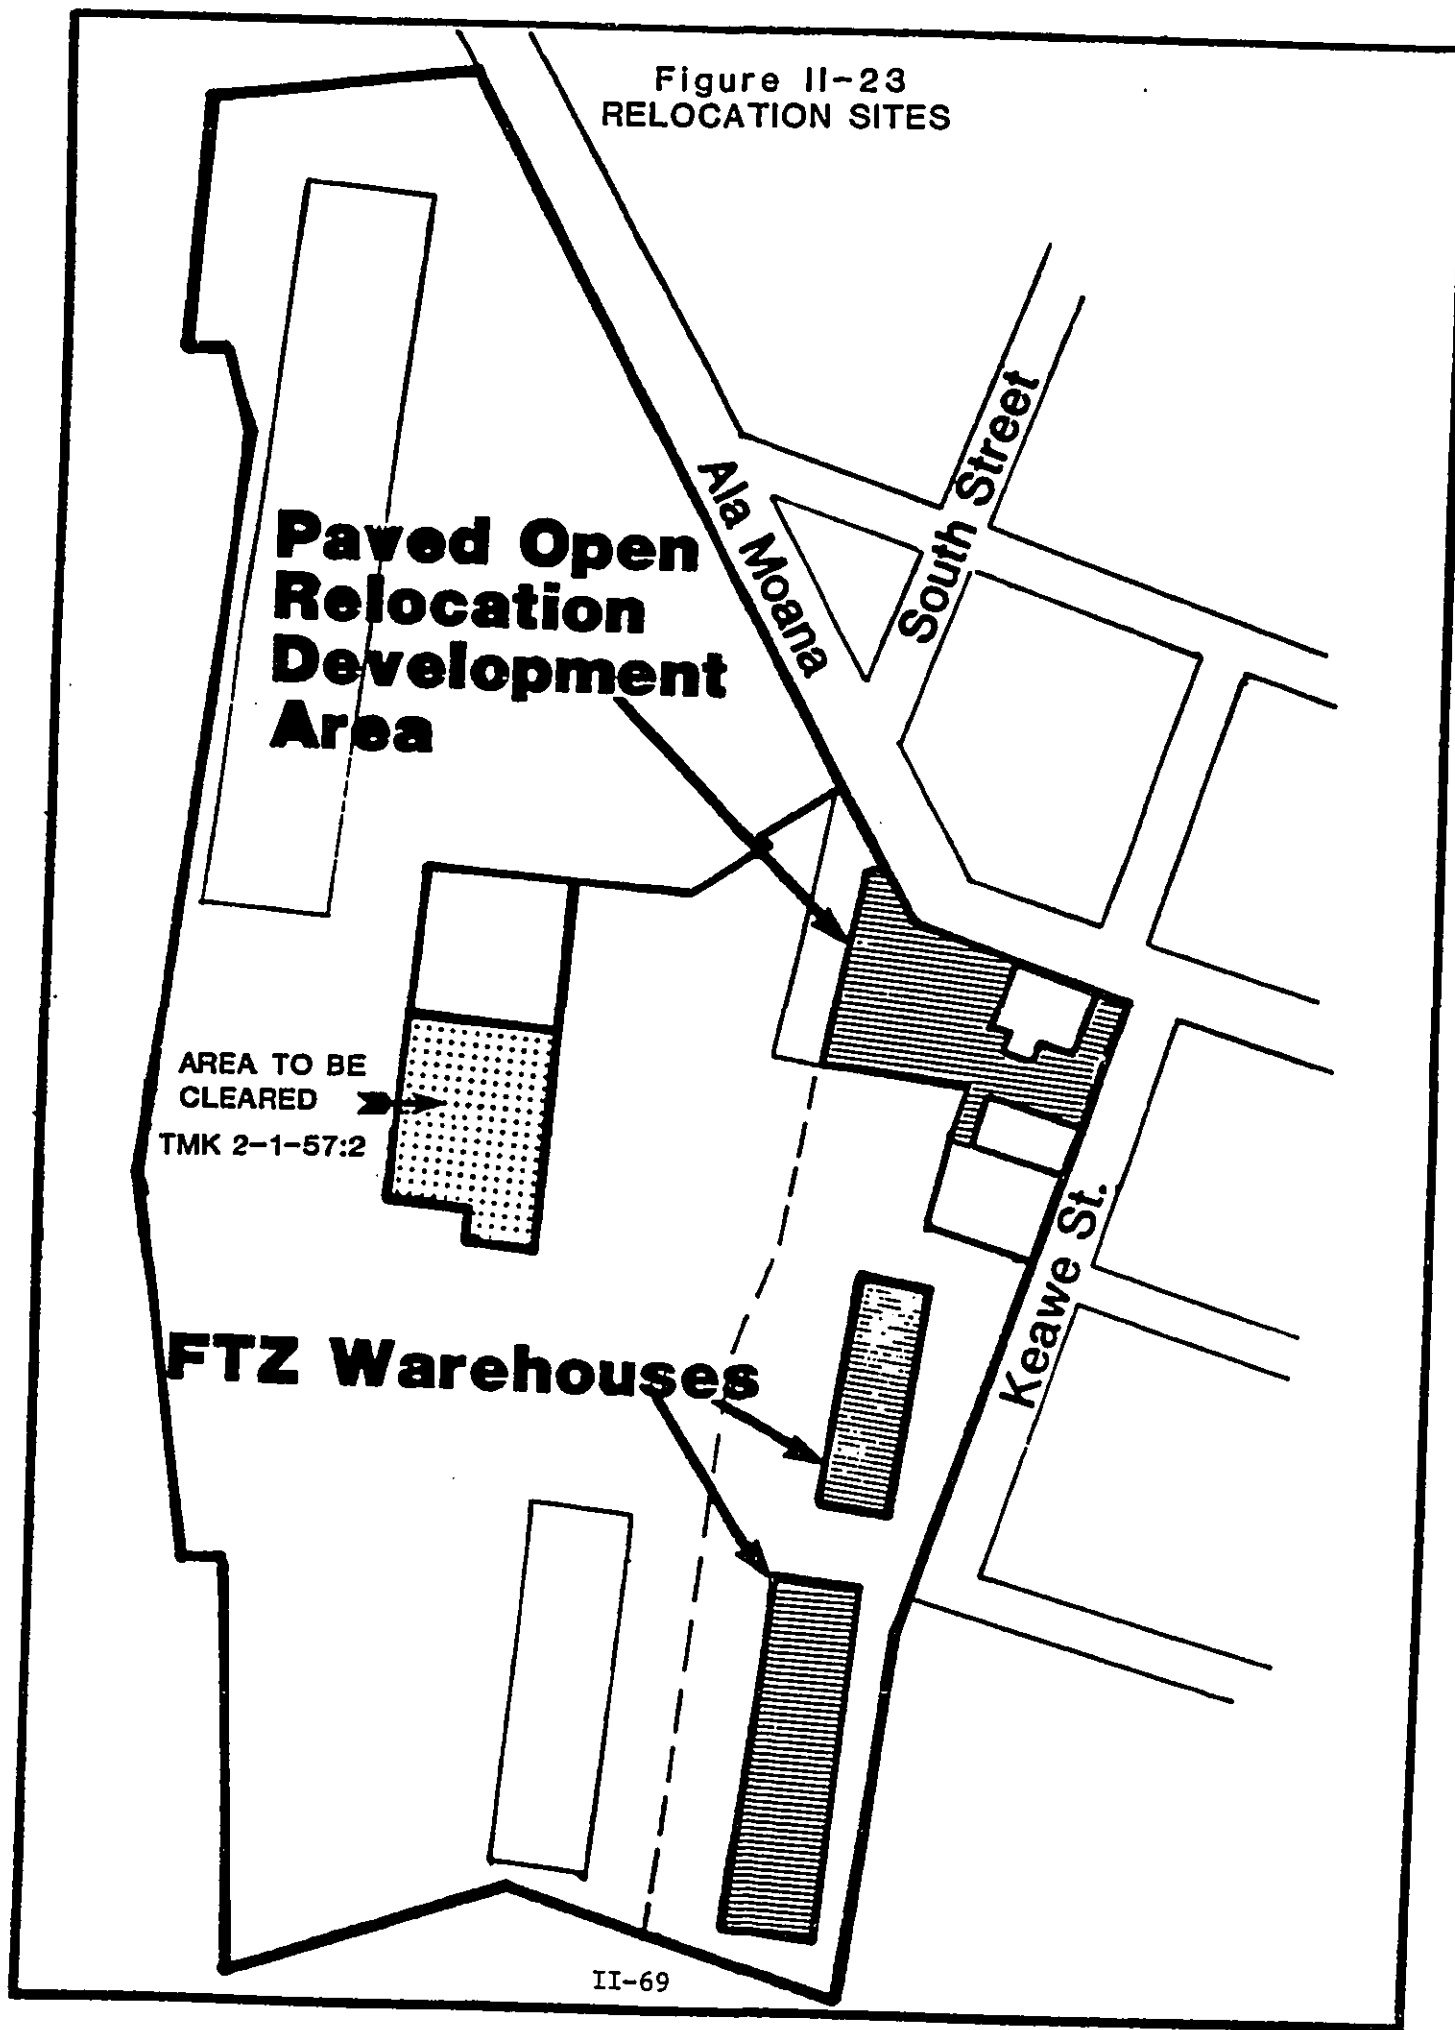 Figure II-23
RELOCATION SITES
South Street
Ala Moana
Paved Open
Relocation
Development
Area
AREA TO BE
CLEARED
TMK 2-1-57:2
Keawe St.
FTZ Warehouses
II-69